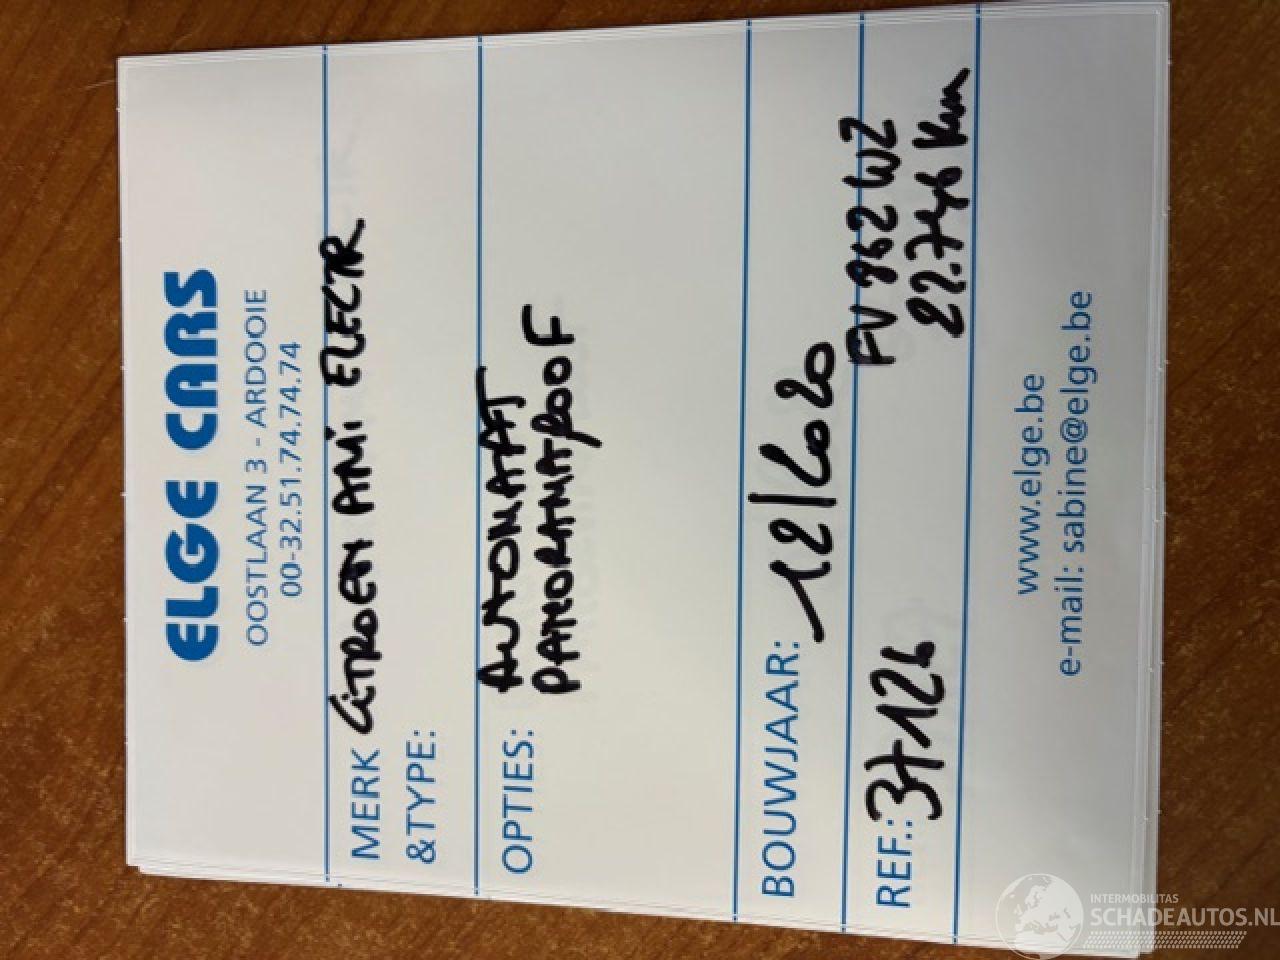 ELGE CARS
OOSTLAAN 3 - ARDOOIE
00-32.51.74.74.74
MERK CiTROEN AMi ELECTR
&TYPE:
OPTIES: AUTOMAAT
PANORAMAROOF
BOUWJAAR: 12/2020
FV 962 WZ
REF.: 37126
22.746 Km
www.elge.be
e-mail: sabine@elge.be
INTERMOBILITAS
SCHADEAUTOS.NL